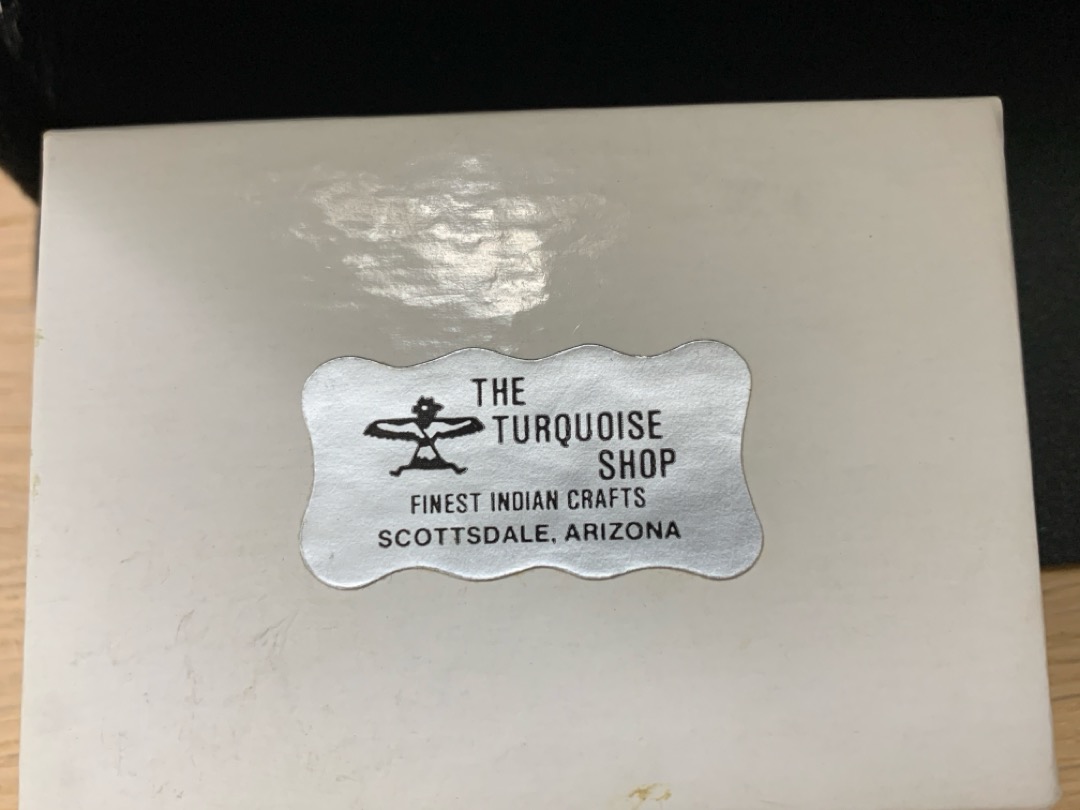 THE
TURQUOISE
SHOP
FINEST INDIAN CRAFTS
SCOTTSDALE, ARIZONA